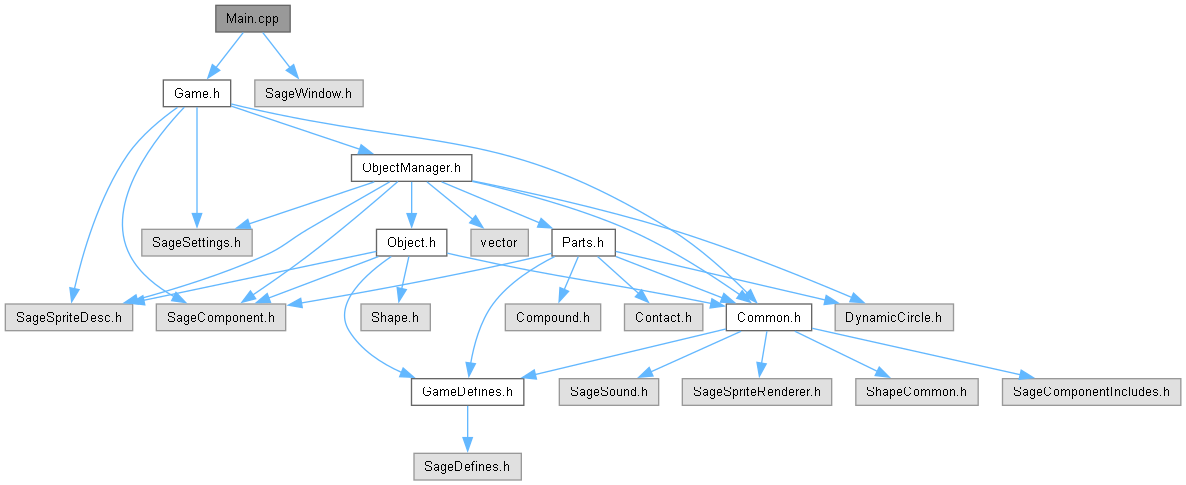 Main.cpp
Game.h
SageWindow.h
ObjectManager.h
SageSettings.h
Object.h
vector
Parts.h
SageSpriteDesc.h
SageComponent.h
Shape.h
Compound.h
Contact.h
Common.h
DynamicCircle.h
GameDefines.h
SageSound.h
SageSpriteRenderer.h
ShapeCommon.h
SageComponentIncludes.h
SageDefines.h